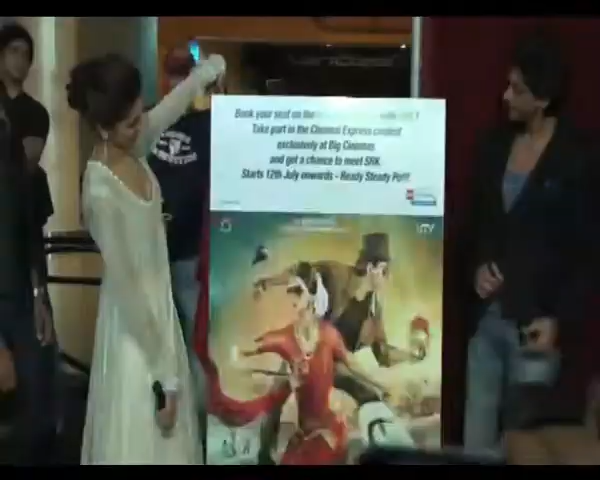 Book your seat on the
Take part in the Chennai Express contest
exclusively at Big Cinemas
and get a chance to meet SRK.
Starts 12th July onwards - Ready Steady Po!!!
UTV